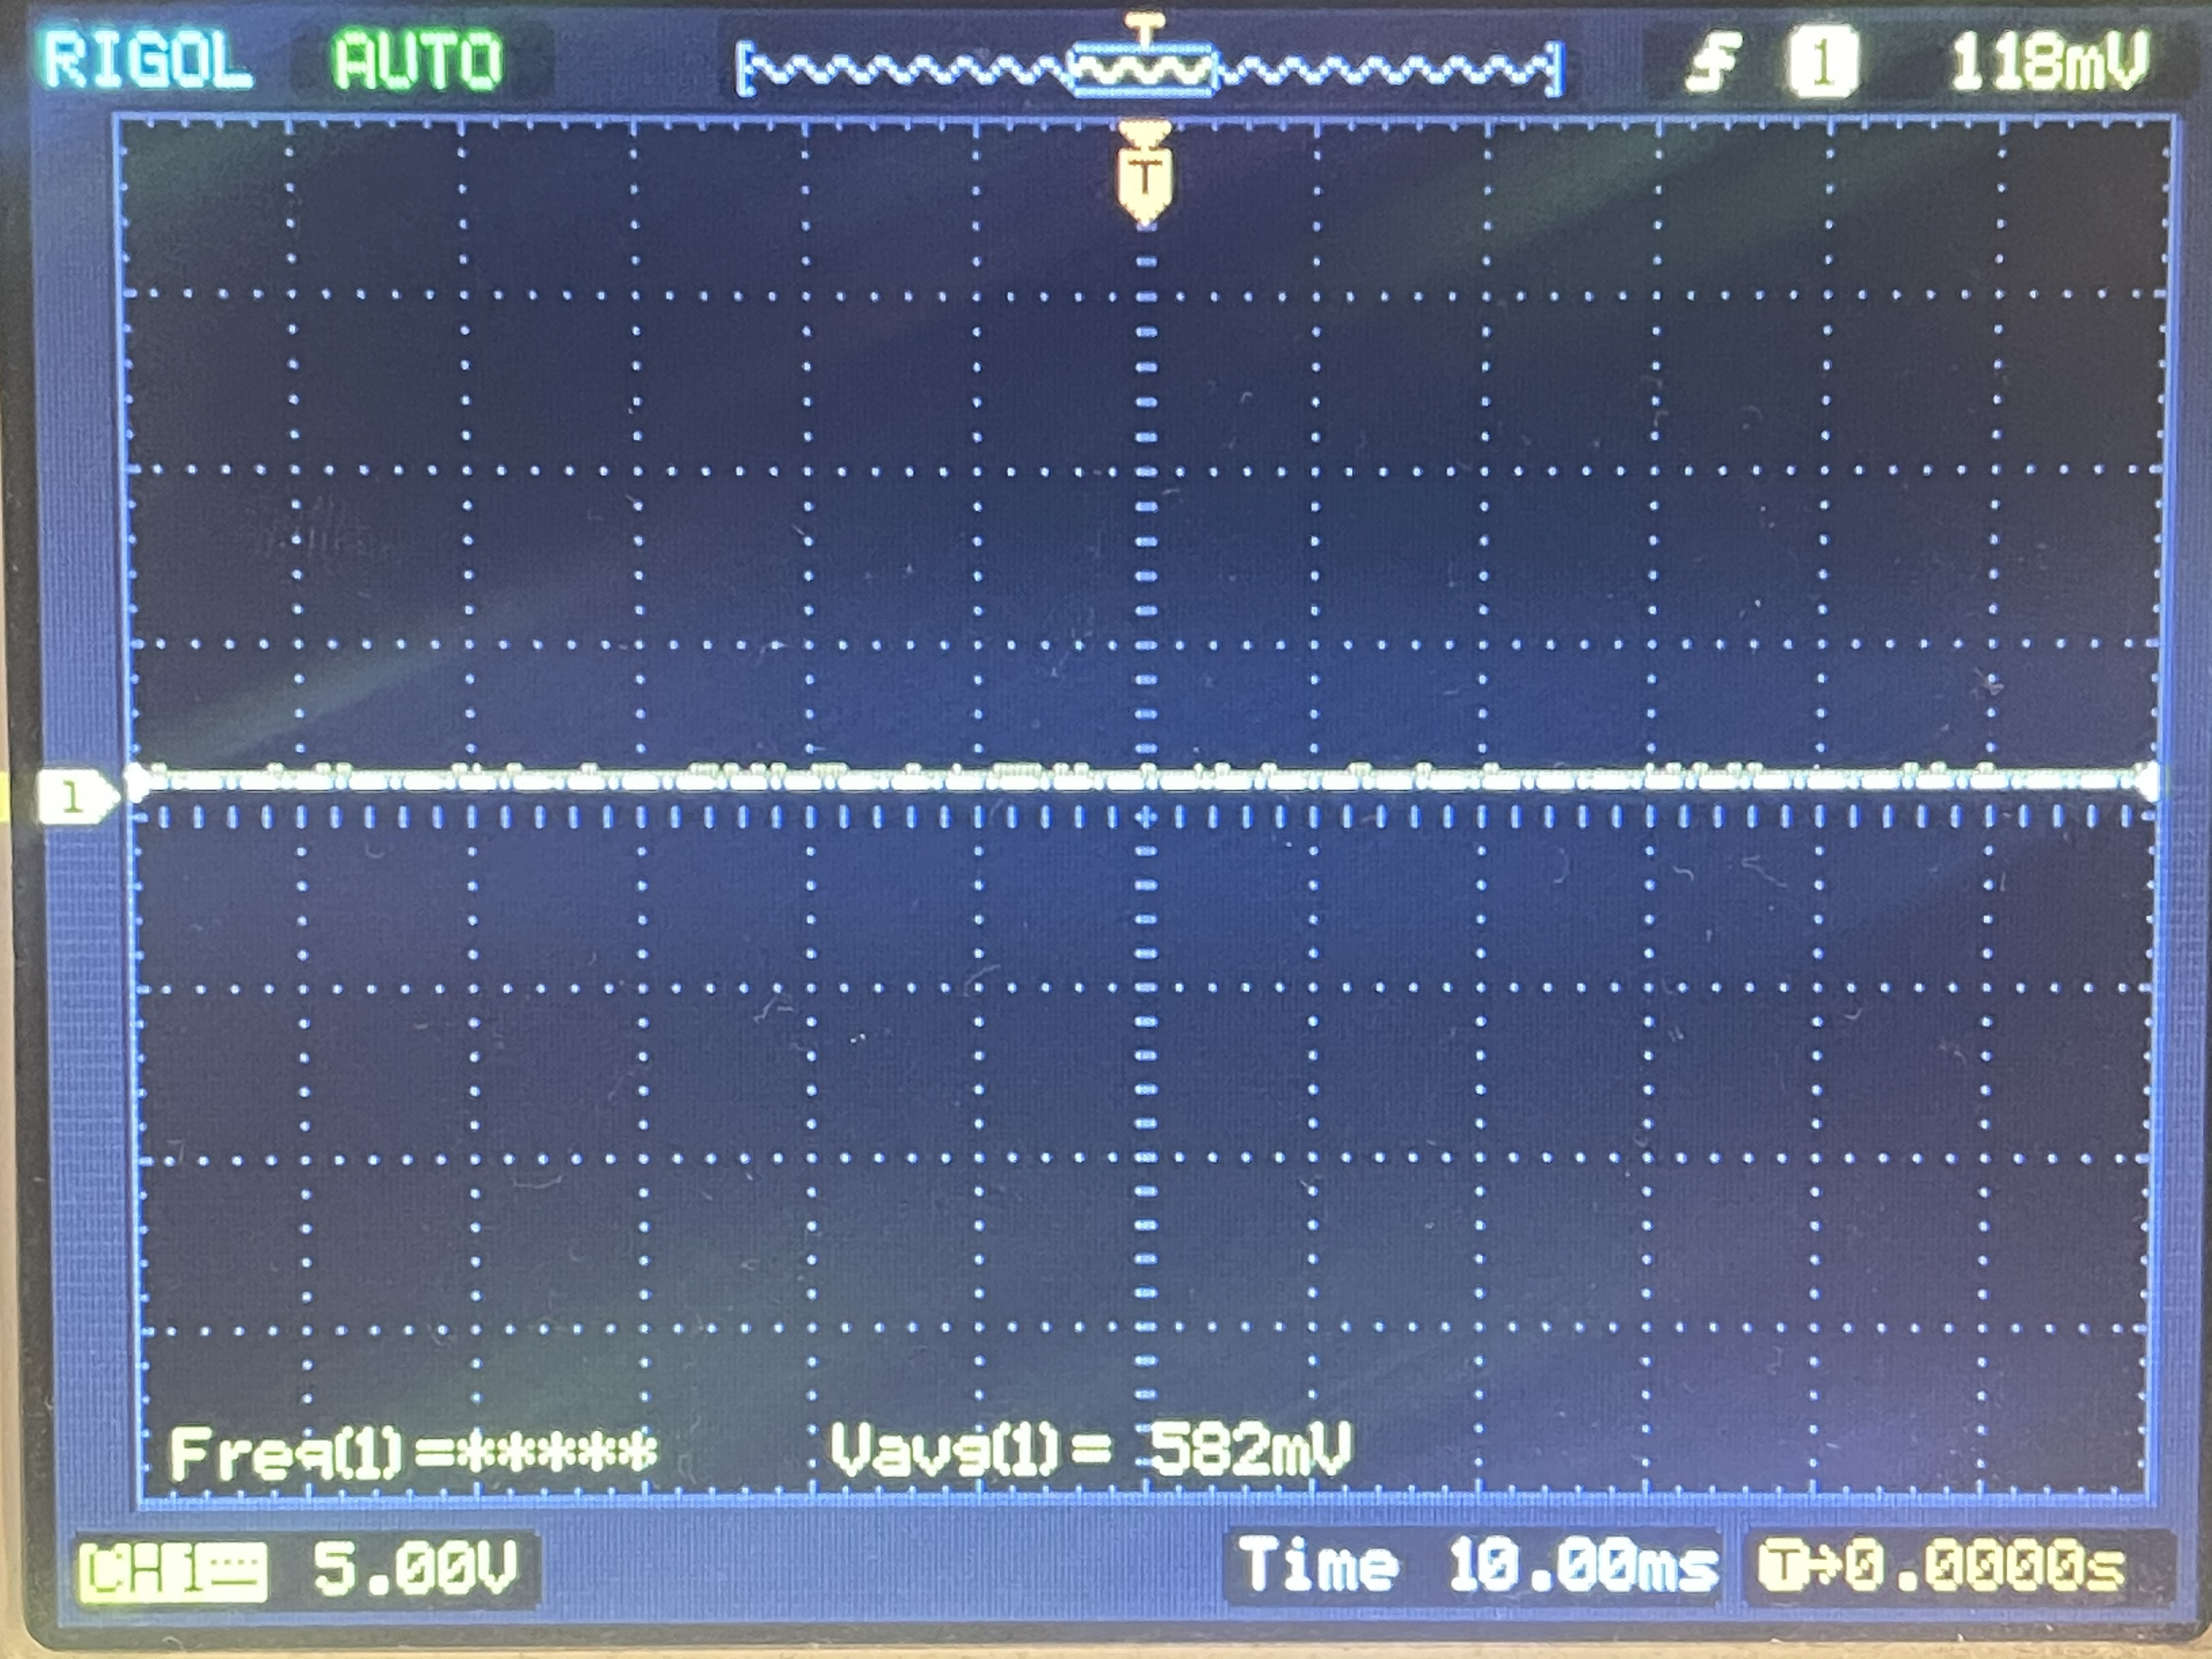 RIGOL AUTO T 1 118mV
T
1
Freq(1)=***** Vavg(1)= 582mV
CH1 5.00V Time 10.00ms T→0.0000s